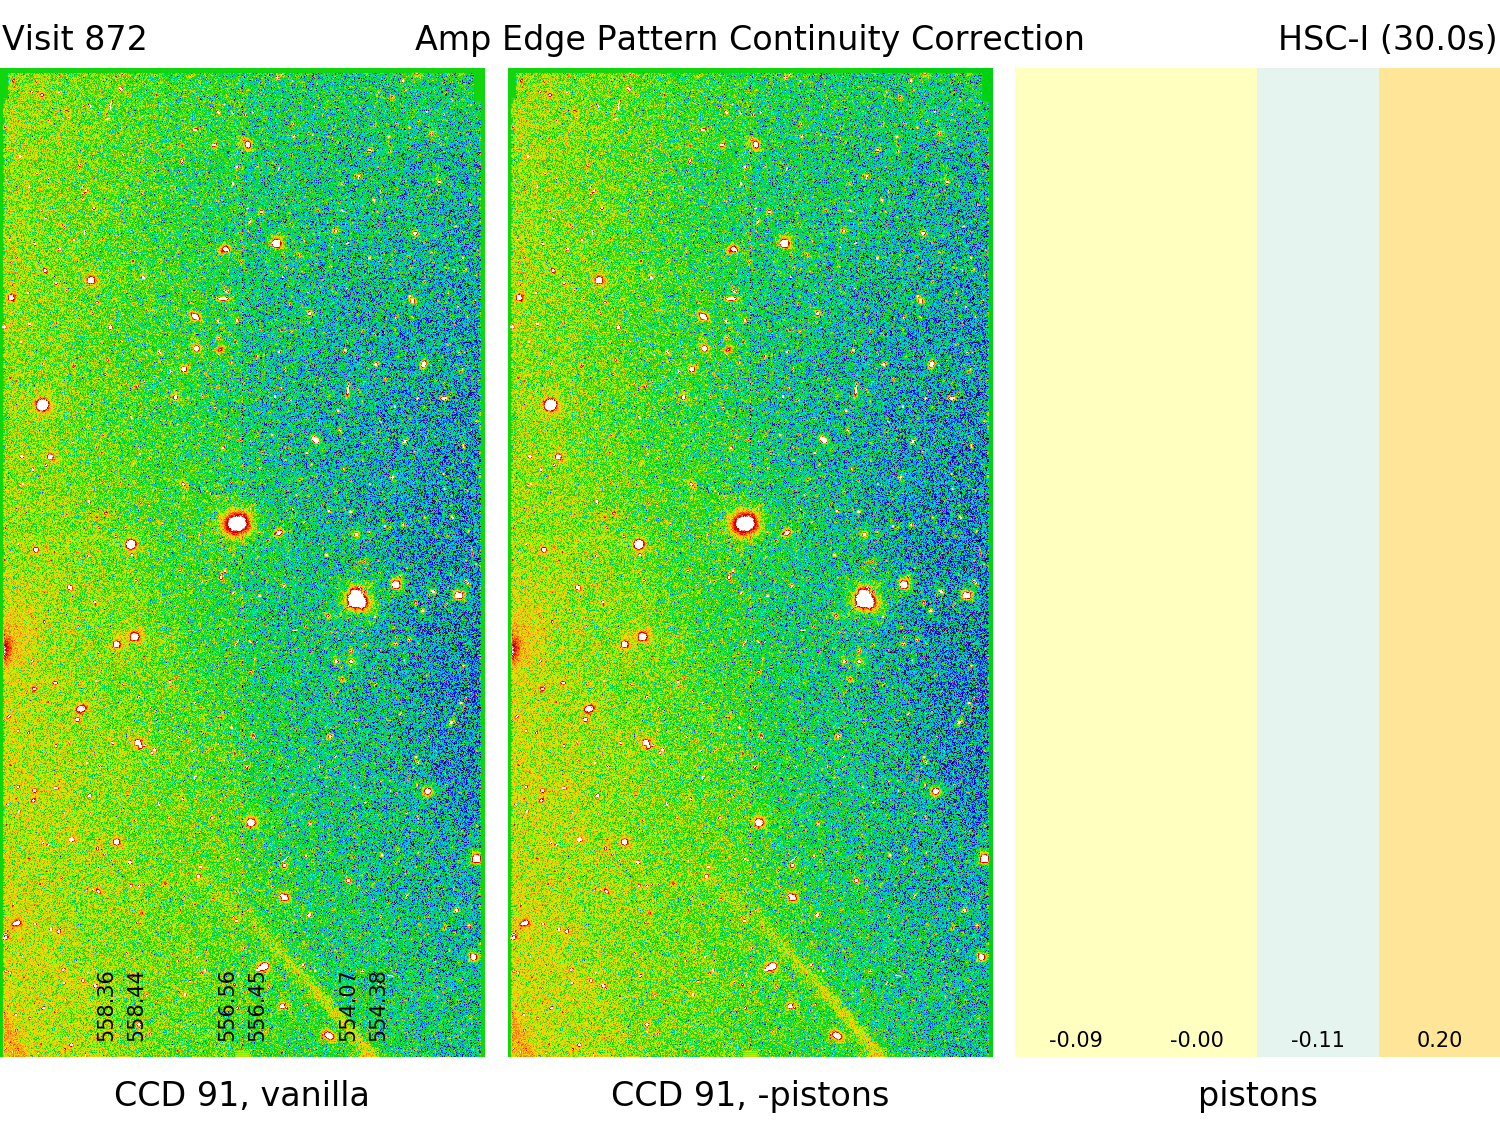 Visit 872
Amp Edge Pattern Continuity Correction
HSC-I (30.0s)
558.36
558.44
556.56
556.45
554.07
554.38
-0.09
-0.00
-0.11
0.20
CCD 91, vanilla
CCD 91, -pistons
pistons